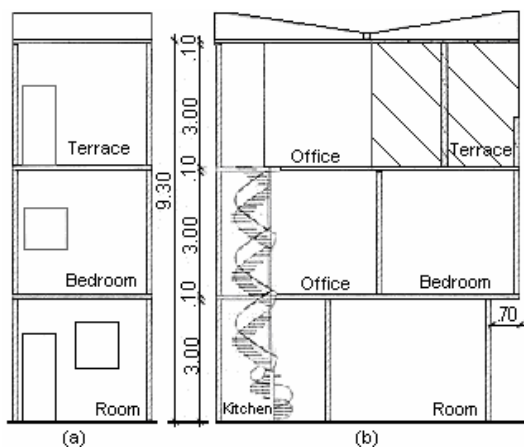 Terrace
Bedroom
Room
(a)
9.30
.10
3.00
.10
3.00
.10
3.00
Office
Terrace
Office
Bedroom
.70
Kitchen
Room
(b)